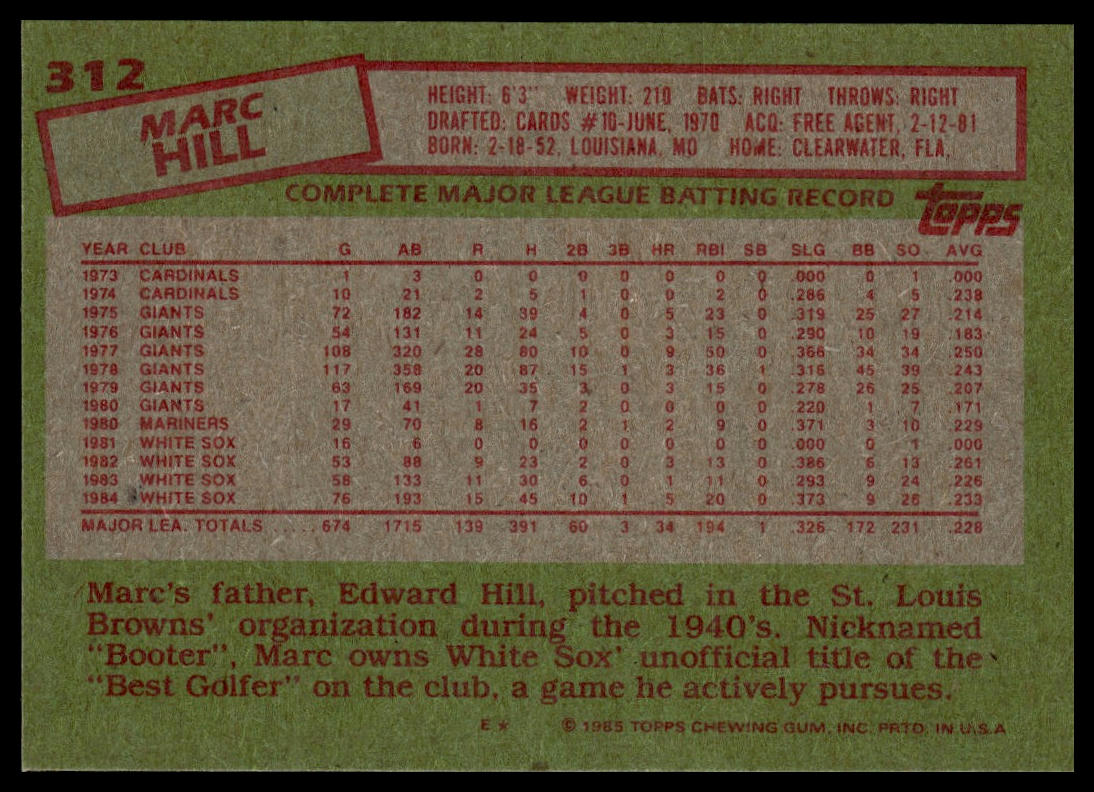 312
MARC
HILL
HEIGHT: 6'3" WEIGHT: 210 BATS: RIGHT THROWS: RIGHT
DRAFTED: CARDS #10-JUNE, 1970 ACQ: FREE AGENT, 2-12-81
BORN: 2-18-52, LOUISIANA, MO HOME: CLEARWATER, FLA.
COMPLETE MAJOR LEAGUE BATTING RECORD
topps
YEAR CLUB G AB R H 2B 3B HR RBI SB SLG BB SO AVG
1973 CARDINALS 1 3 0 0 0 0 0 0 0 .000 0 1 .000
1974 CARDINALS 10 21 2 5 1 0 0 2 0 .286 4 5 .238
1975 GIANTS 72 182 14 39 4 0 5 23 0 .319 25 27 .214
1976 GIANTS 54 131 11 24 5 0 3 15 0 .290 10 19 .183
1977 GIANTS 108 320 28 80 10 0 9 50 0 .366 34 34 .250
1978 GIANTS 117 358 20 87 15 1 3 36 1 .316 45 39 .243
1979 GIANTS 63 169 20 35 3 0 3 15 0 .278 26 25 .207
1980 GIANTS 17 41 1 7 2 0 0 0 0 .220 1 7 .171
1980 MARINERS 29 70 8 16 2 1 2 9 0 .371 3 10 .229
1981 WHITE SOX 16 6 0 0 0 0 0 0 0 .000 0 1 .000
1982 WHITE SOX 53 88 9 23 2 0 3 13 0 .386 6 13 .261
1983 WHITE SOX 58 133 11 30 6 0 1 11 0 .293 9 24 .226
1984 WHITE SOX 76 193 15 45 10 1 5 20 0 .373 9 26 .233
MAJOR LEA. TOTALS .... 674 1715 139 391 60 3 34 194 1 .326 172 231 .228
Marc's father, Edward Hill, pitched in the St. Louis
Browns' organization during the 1940's. Nicknamed
"Booter", Marc owns White Sox' unofficial title of the
"Best Golfer" on the club, a game he actively pursues.
E* © 1985 TOPPS CHEWING GUM, INC. PRTD. IN U.S.A